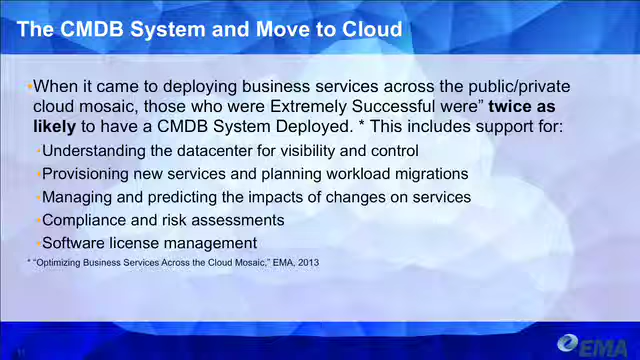 The CMDB System and Move to Cloud
•When it came to deploying business services across the public/private
cloud mosaic, those who were Extremely Successful were” twice as
likely to have a CMDB System Deployed. * This includes support for:
•Understanding the datacenter for visibility and control
•Provisioning new services and planning workload migrations
•Managing and predicting the impacts of changes on services
•Compliance and risk assessments
•Software license management
* “Optimizing Business Services Across the Cloud Mosaic,” EMA, 2013
EMA